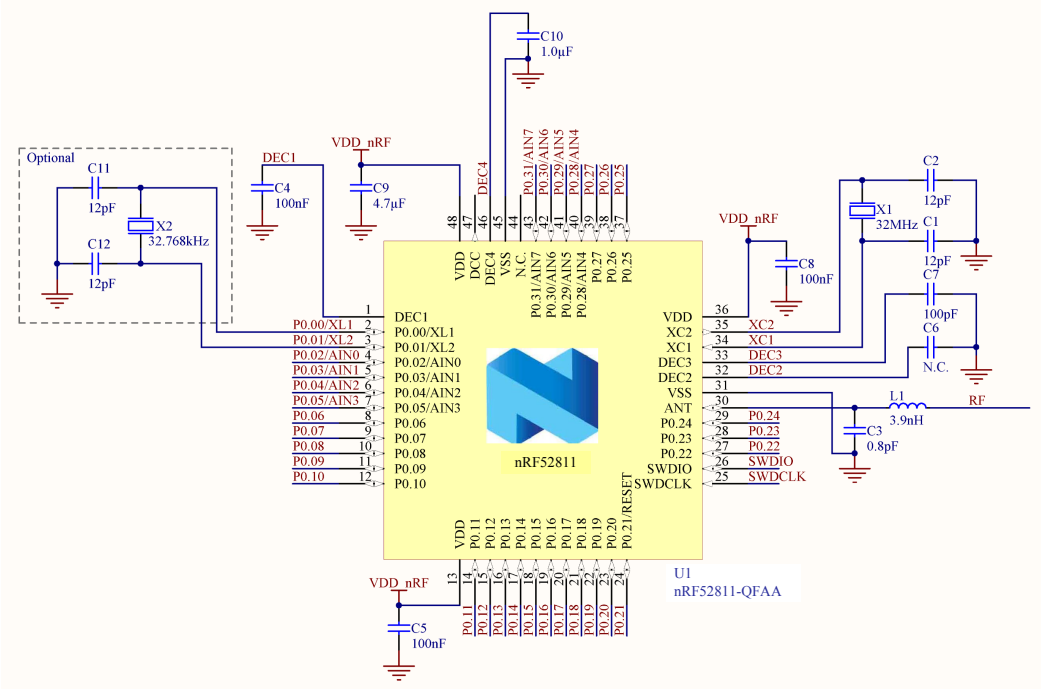 C10
1.0µF
VDD_nRF
Optional
C11
12pF
X2
32.768kHz
C12
12pF
DEC1
C4
100nF
C9
4.7µF
DEC4
P0.31/AIN7
P0.30/AIN6
P0.29/AIN5
P0.28/AIN4
P0.27
P0.26
P0.25
48
47
46
45
44
43
42
41
40
39
38
37
VDD
DCC
DEC4
VSS
N.C.
P0.31/AIN7
P0.30/AIN6
P0.29/AIN5
P0.28/AIN4
P0.27
P0.26
P0.25
C2
12pF
X1
32MHz
C1
12pF
VDD_nRF
C8
100nF
C7
100pF
C6
N.C.
1 DEC1
P0.00/XL1 2 P0.00/XL1
P0.01/XL2 3 P0.01/XL2
P0.02/AIN0 4 P0.02/AIN0
P0.03/AIN1 5 P0.03/AIN1
P0.04/AIN2 6 P0.04/AIN2
P0.05/AIN3 7 P0.05/AIN3
P0.06 8 P0.06
P0.07 9 P0.07
P0.08 10 P0.08
P0.09 11 P0.09
P0.10 12 P0.10
VDD 36
XC2 35 XC2
XC1 34 XC1
DEC3 33 DEC3
DEC2 32 DEC2
VSS 31
ANT 30
P0.24 29 P0.24
P0.23 28 P0.23
P0.22 27 P0.22
SWDIO 26 SWDIO
SWDCLK 25 SWDCLK
L1
3.9nH
RF
C3
0.8pF
nRF52811
VDD
P0.11
P0.12
P0.13
P0.14
P0.15
P0.16
P0.17
P0.18
P0.19
P0.20
P0.21/RESET
13
14
15
16
17
18
19
20
21
22
23
24
P0.11
P0.12
P0.13
P0.14
P0.15
P0.16
P0.17
P0.18
P0.19
P0.20
P0.21
VDD_nRF
C5
100nF
U1
nRF52811-QFAA